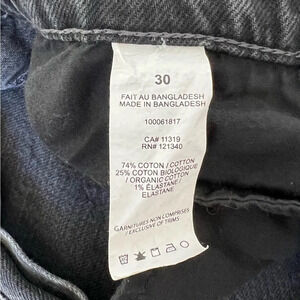 30
FAIT AU BANGLADESH
MADE IN BANGLADESH
100061817
CA# 11319
RN# 121340
74% COTON / COTTON
25% COTON BIOLOGIQUE
/ ORGANIC COTTON
1% ÉLASTANE /
ELASTANE
GARNITURES NON COMPRISES
/ EXCLUSIVE OF TRIMS